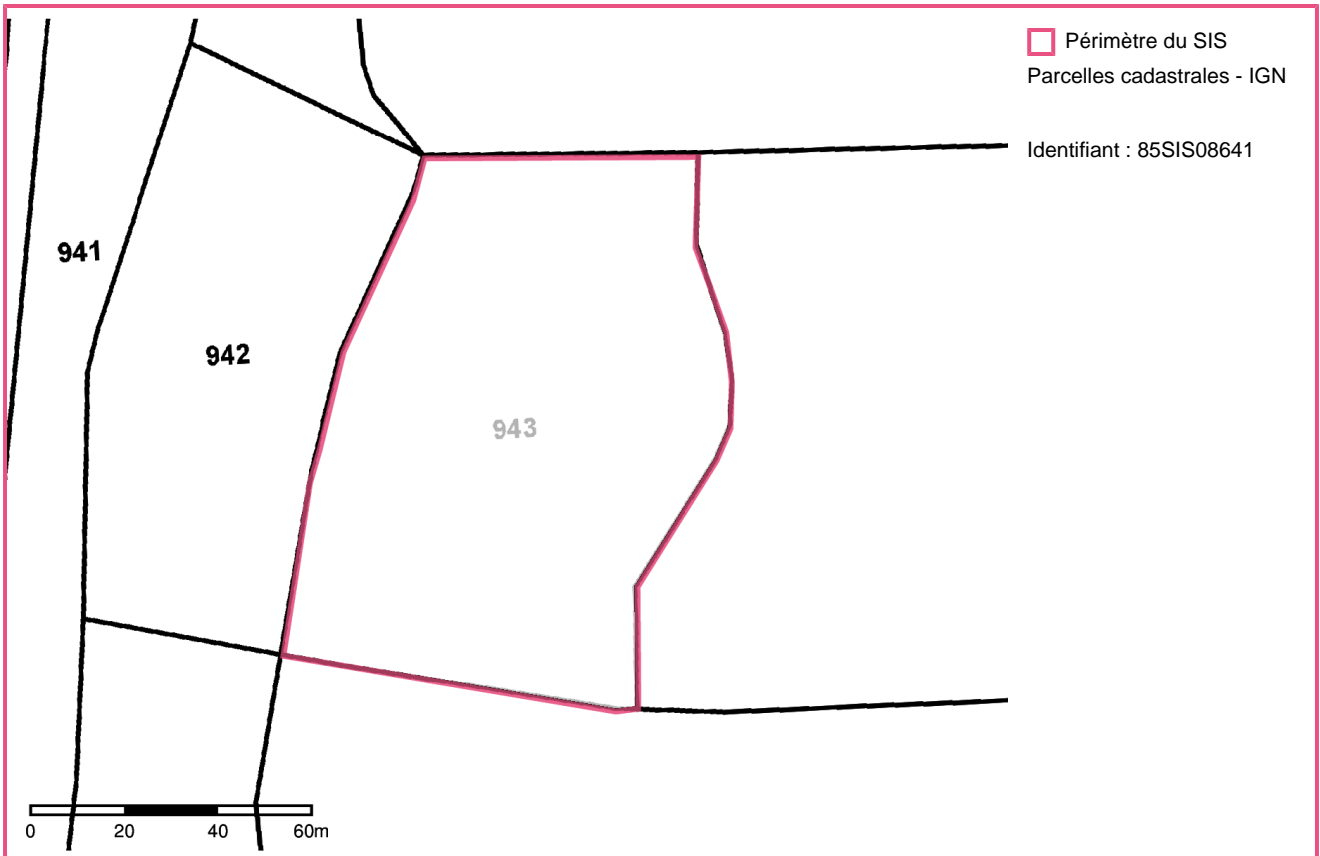 Périmètre du SIS
Parcelles cadastrales - IGN
Identifiant : 85SIS08641
941
942
943
0 20 40 60m